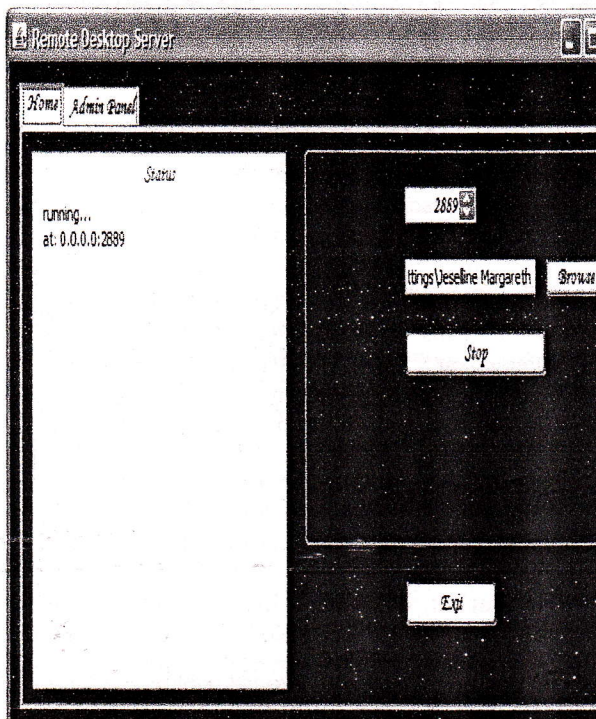 Remote Desktop Server
Home
Admin Panel
Status
running...
at: 0.0.0.0:2889
2889
ttings\Jeseline Margareth
Browse
Stop
Exit